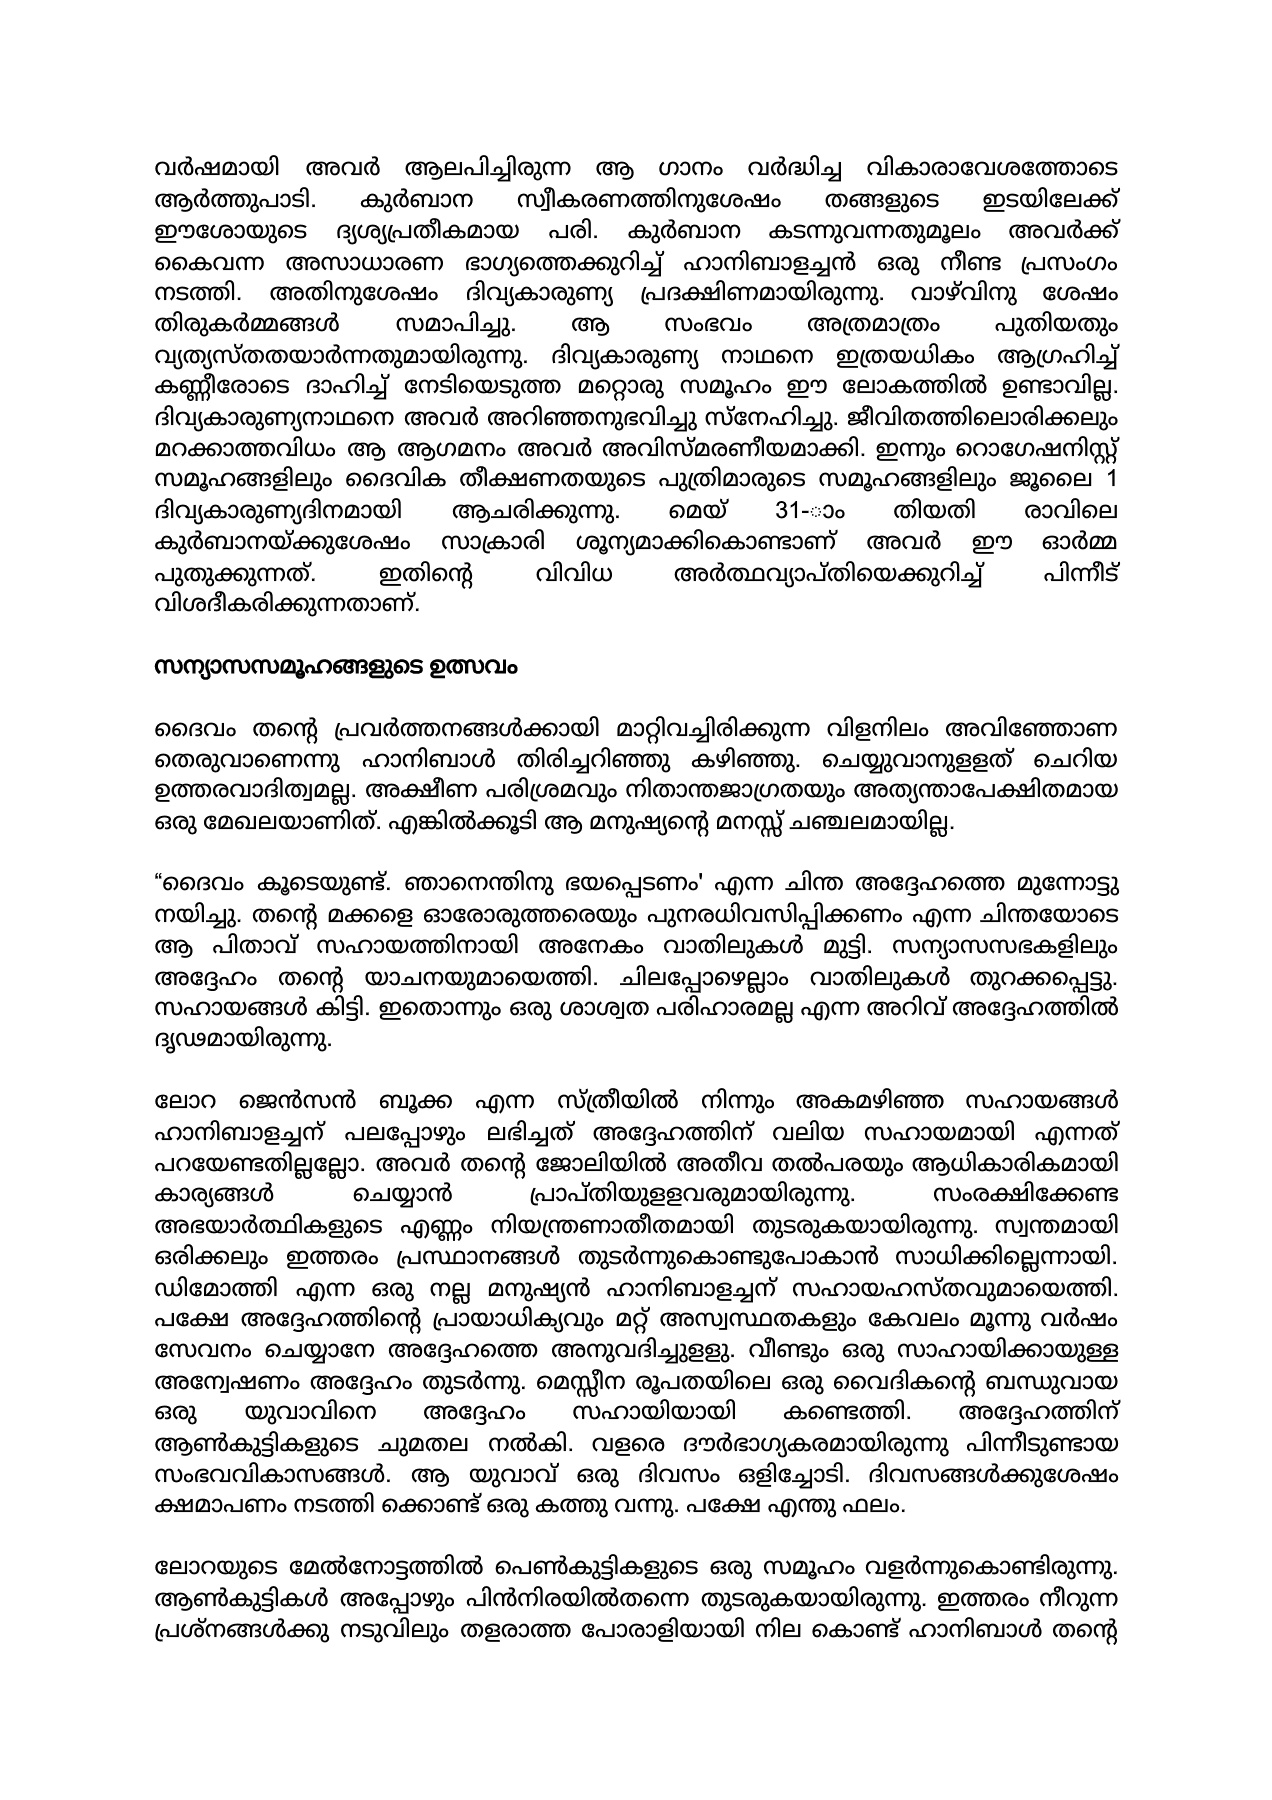 വർഷമായി അവർ ആലപിച്ചിരുന്ന ആ ഗാനം വർദ്ധിച്ച വികാരാവേശത്തോടെ
ആർത്തുപാടി. കുർബാന സ്വീകരണത്തിനുശേഷം തങ്ങളുടെ ഇടയിലേക്ക്
ഈശോയുടെ ദൃശ്യപ്രതീകമായ പരി. കുർബാന കടന്നുവന്നതുമൂലം അവർക്ക്
കൈവന്ന അസാധാരണ ഭാഗ്യത്തെക്കുറിച്ച് ഹാനിബാളച്ചൻ ഒരു നീണ്ട പ്രസംഗം
നടത്തി. അതിനുശേഷം ദിവ്യകാരുണ്യ പ്രദക്ഷിണമായിരുന്നു. വാഴ്‌വിനു ശേഷം
തിരുകർമ്മങ്ങൾ സമാപിച്ചു. ആ സംഭവം അത്രമാത്രം പുതിയതും
വ്യത്യസ്തതയാർന്നതുമായിരുന്നു. ദിവ്യകാരുണ്യ നാഥനെ ഇത്രയധികം ആഗ്രഹിച്ച്
കണ്ണീരോടെ ദാഹിച്ച് നേടിയെടുത്ത മറ്റൊരു സമൂഹം ഈ ലോകത്തിൽ ഉണ്ടാവില്ല.
ദിവ്യകാരുണ്യനാഥനെ അവർ അറിഞ്ഞനുഭവിച്ചു സ്നേഹിച്ചു. ജീവിതത്തിലൊരിക്കലും
മറക്കാത്തവിധം ആ ആഗമനം അവർ അവിസ്മരണീയമാക്കി. ഇന്നും റൊഗേഷനിസ്റ്റ്
സമൂഹങ്ങളിലും ദൈവിക തീക്ഷണതയുടെ പുത്രിമാരുടെ സമൂഹങ്ങളിലും ജൂലൈ 1
ദിവ്യകാരുണ്യദിനമായി ആചരിക്കുന്നു. മെയ് 31-ാം തിയതി രാവിലെ
കുർബാനയ്ക്കുശേഷം സാക്രാരി ശൂന്യമാക്കികൊണ്ടാണ് അവർ ഈ ഓർമ്മ
പുതുക്കുന്നത്. ഇതിന്റെ വിവിധ അർത്ഥവ്യാപ്തിയെക്കുറിച്ച് പിന്നീട്
വിശദീകരിക്കുന്നതാണ്.
സന്യാസസമൂഹങ്ങളുടെ ഉത്സവം
ദൈവം തന്റെ പ്രവർത്തനങ്ങൾക്കായി മാറ്റിവച്ചിരിക്കുന്ന വിളനിലം അവിഞ്ഞോണ
തെരുവാണെന്നു ഹാനിബാൾ തിരിച്ചറിഞ്ഞു കഴിഞ്ഞു. ചെയ്യുവാനുളളത് ചെറിയ
ഉത്തരവാദിത്വമല്ല. അക്ഷീണ പരിശ്രമവും നിതാന്തജാഗ്രതയും അത്യന്താപേക്ഷിതമായ
ഒരു മേഖലയാണിത്. എങ്കിൽക്കൂടി ആ മനുഷ്യന്റെ മനസ്സ് ചഞ്ചലമായില്ല.
“ദൈവം കൂടെയുണ്ട്. ഞാനെന്തിനു ഭയപ്പെടണം' എന്ന ചിന്ത അദ്ദേഹത്തെ മുന്നോട്ടു
നയിച്ചു. തന്റെ മക്കളെ ഓരോരുത്തരെയും പുനരധിവസിപ്പിക്കണം എന്ന ചിന്തയോടെ
ആ പിതാവ് സഹായത്തിനായി അനേകം വാതിലുകൾ മുട്ടി. സന്യാസസഭകളിലും
അദ്ദേഹം തന്റെ യാചനയുമായെത്തി. ചിലപ്പോഴെല്ലാം വാതിലുകൾ തുറക്കപ്പെട്ടു.
സഹായങ്ങൾ കിട്ടി. ഇതൊന്നും ഒരു ശാശ്വത പരിഹാരമല്ല എന്ന അറിവ് അദ്ദേഹത്തിൽ
ദൃഢമായിരുന്നു.
ലോറ ജെൻസൻ ബൂക്ക എന്ന സ്ത്രീയിൽ നിന്നും അകമഴിഞ്ഞ സഹായങ്ങൾ
ഹാനിബാളച്ചന് പലപ്പോഴും ലഭിച്ചത് അദ്ദേഹത്തിന് വലിയ സഹായമായി എന്നത്
പറയേണ്ടതില്ലല്ലോ. അവർ തന്റെ ജോലിയിൽ അതീവ തൽപരയും ആധികാരികമായി
കാര്യങ്ങൾ ചെയ്യാൻ പ്രാപ്തിയുളളവരുമായിരുന്നു. സംരക്ഷിക്കേണ്ട
അഭയാർത്ഥികളുടെ എണ്ണം നിയന്ത്രണാതീതമായി തുടരുകയായിരുന്നു. സ്വന്തമായി
ഒരിക്കലും ഇത്തരം പ്രസ്ഥാനങ്ങൾ തുടർന്നുകൊണ്ടുപോകാൻ സാധിക്കില്ലെന്നായി.
ഡിമോത്തി എന്ന ഒരു നല്ല മനുഷ്യൻ ഹാനിബാളച്ചന് സഹായഹസ്തവുമായെത്തി.
പക്ഷേ അദ്ദേഹത്തിന്റെ പ്രായാധിക്യവും മറ്റ് അസ്വസ്ഥതകളും കേവലം മൂന്നു വർഷം
സേവനം ചെയ്യാനേ അദ്ദേഹത്തെ അനുവദിച്ചുളളു. വീണ്ടും ഒരു സാഹായിക്കായുള്ള
അന്വേഷണം അദ്ദേഹം തുടർന്നു. മെസ്സീന രൂപതയിലെ ഒരു വൈദികന്റെ ബന്ധുവായ
ഒരു യുവാവിനെ അദ്ദേഹം സഹായിയായി കണ്ടെത്തി. അദ്ദേഹത്തിന്
ആൺകുട്ടികളുടെ ചുമതല നൽകി. വളരെ ദൗർഭാഗ്യകരമായിരുന്നു പിന്നീടുണ്ടായ
സംഭവവികാസങ്ങൾ. ആ യുവാവ് ഒരു ദിവസം ഒളിച്ചോടി. ദിവസങ്ങൾക്കുശേഷം
ക്ഷമാപണം നടത്തി ക്കൊണ്ട് ഒരു കത്തു വന്നു. പക്ഷേ എന്തു ഫലം.
ലോറയുടെ മേൽനോട്ടത്തിൽ പെൺകുട്ടികളുടെ ഒരു സമൂഹം വളർന്നുകൊണ്ടിരുന്നു.
ആൺകുട്ടികൾ അപ്പോഴും പിൻനിരയിൽതന്നെ തുടരുകയായിരുന്നു. ഇത്തരം നീറുന്ന
പ്രശ്നങ്ങൾക്കു നടുവിലും തളരാത്ത പോരാളിയായി നില കൊണ്ട് ഹാനിബാൾ തന്റെ